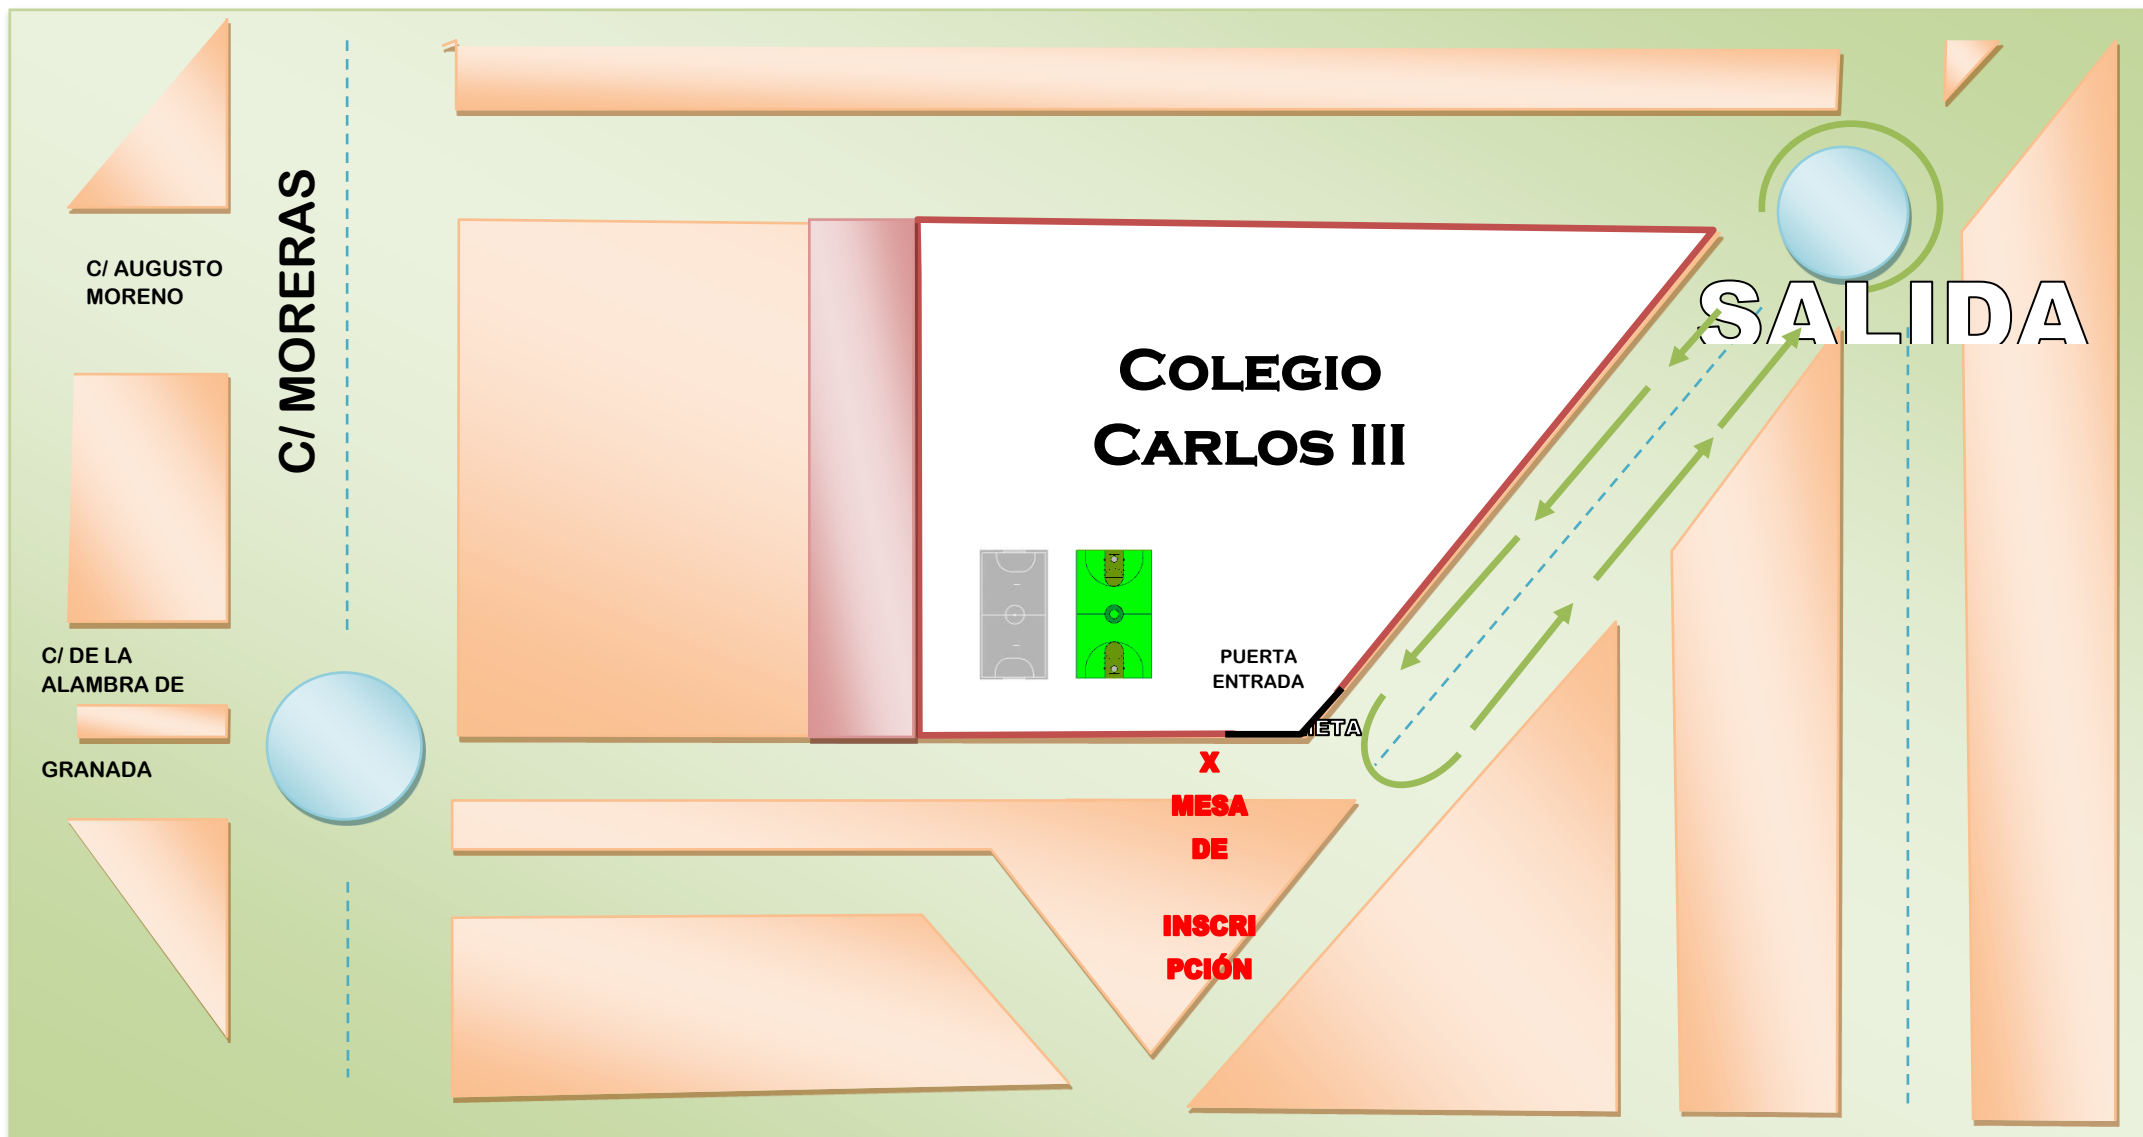 C/ AUGUSTO
MORENO
C/ MORERAS
C/ DE LA
ALAMBRA DE
GRANADA
COLEGIO
CARLOS III
PUERTA
ENTRADA
SALIDA
X
MESA
DE
INSCRI
PCIÓN